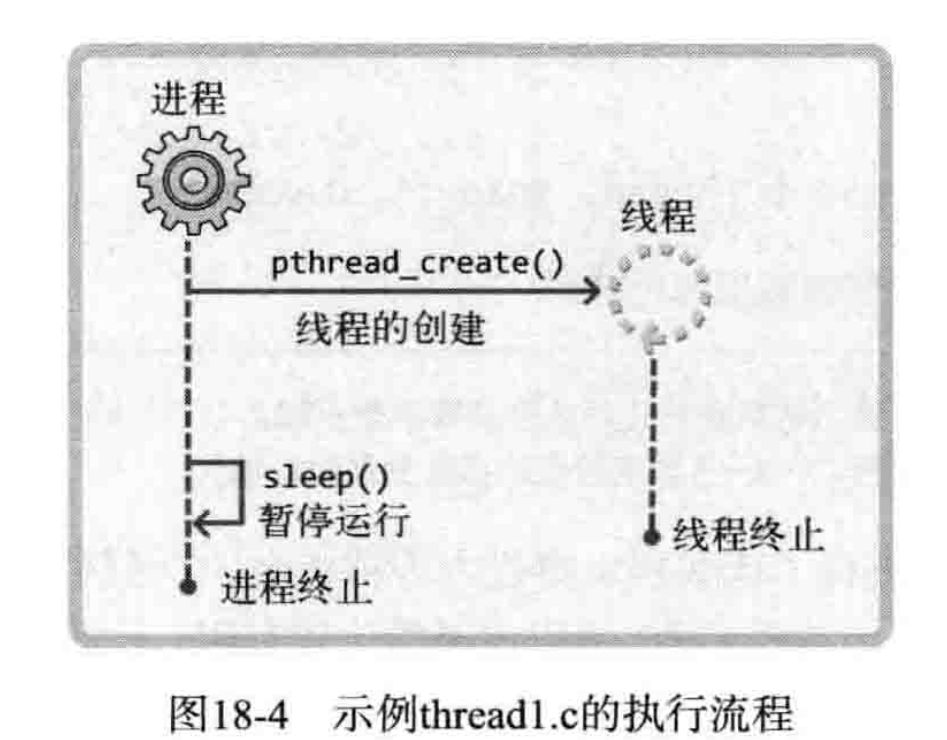 进程
线程
pthread_create()
线程的创建
sleep()
暂停运行
线程终止
进程终止
图18-4 示例thread1.c的执行流程